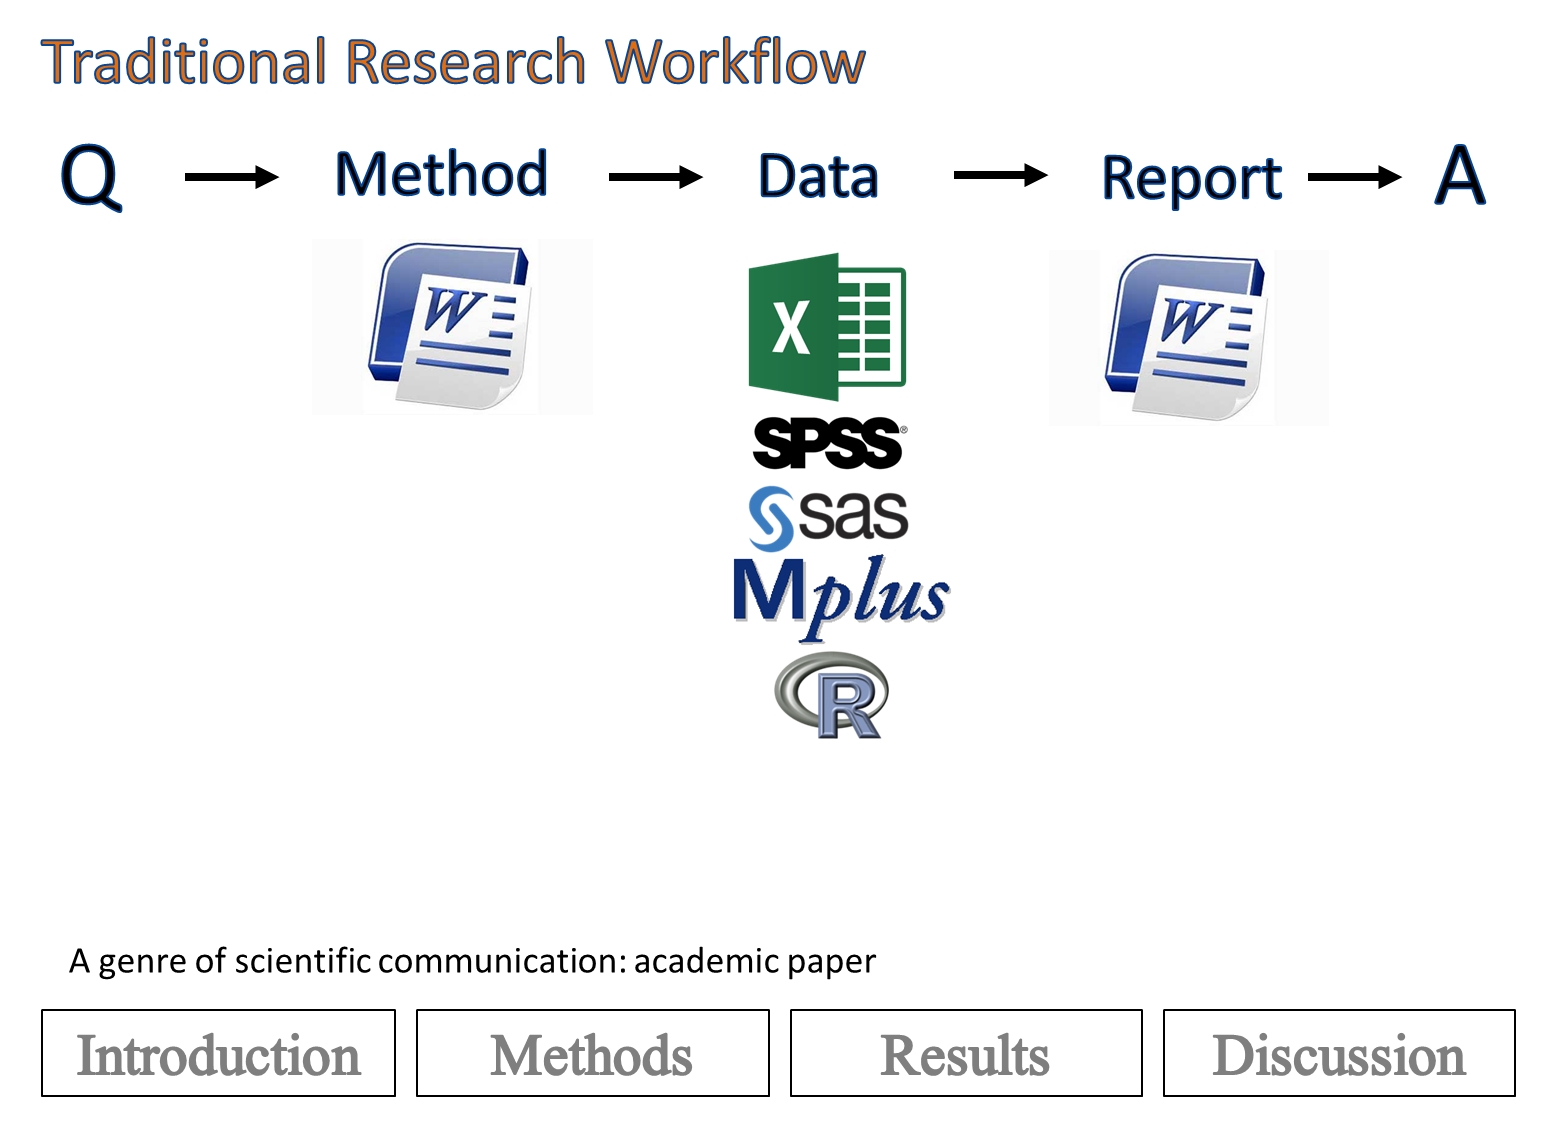 Traditional Research Workflow
Q Method Data Report A
W W
X
SPSS®
sas
Mplus
R
A genre of scientific communication: academic paper
Introduction Methods Results Discussion